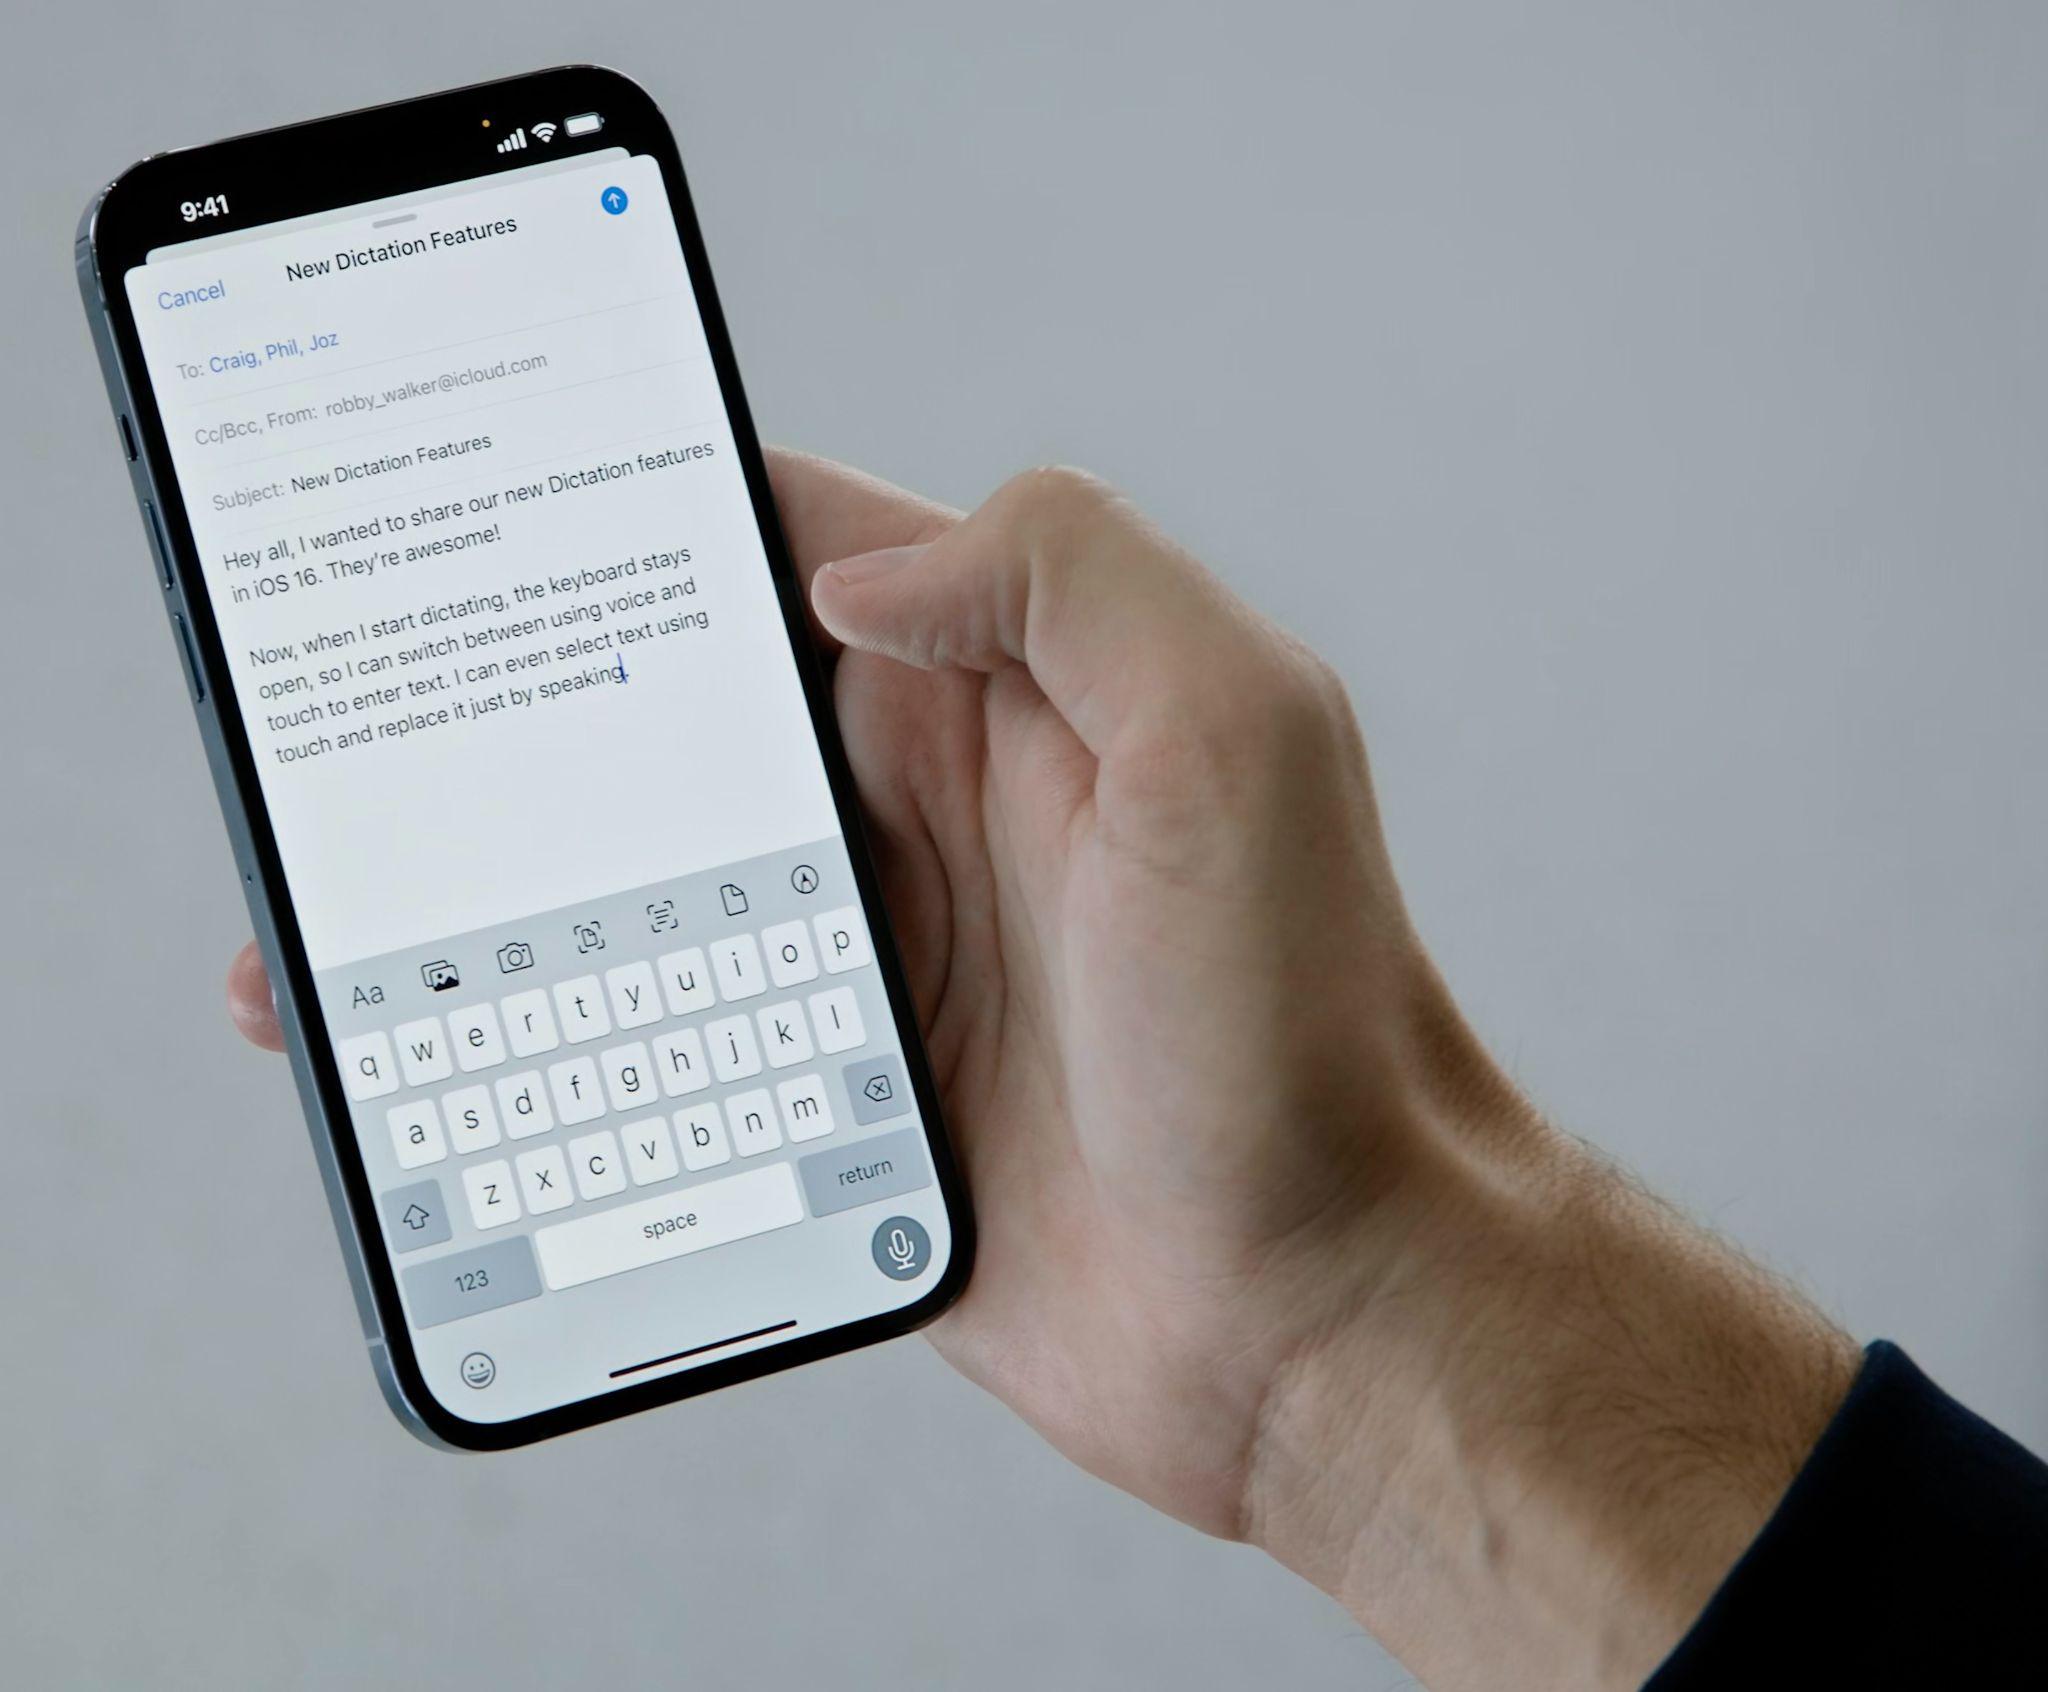 9:41
New Dictation Features
Cancel
To: Craig, Phil, Joz
Cc/Bcc, From: robby_walker@icloud.com
Subject: New Dictation Features
Hey all, I wanted to share our new Dictation features
in iOS 16. They're awesome!
Now, when I start dictating, the keyboard stays
open, so I can switch between using voice and
touch to enter text. I can even select text using
touch and replace it just by speaking.
Aa
q w e r t y u i o p
a s d f g h j k l
z x c v b n m
123 space return